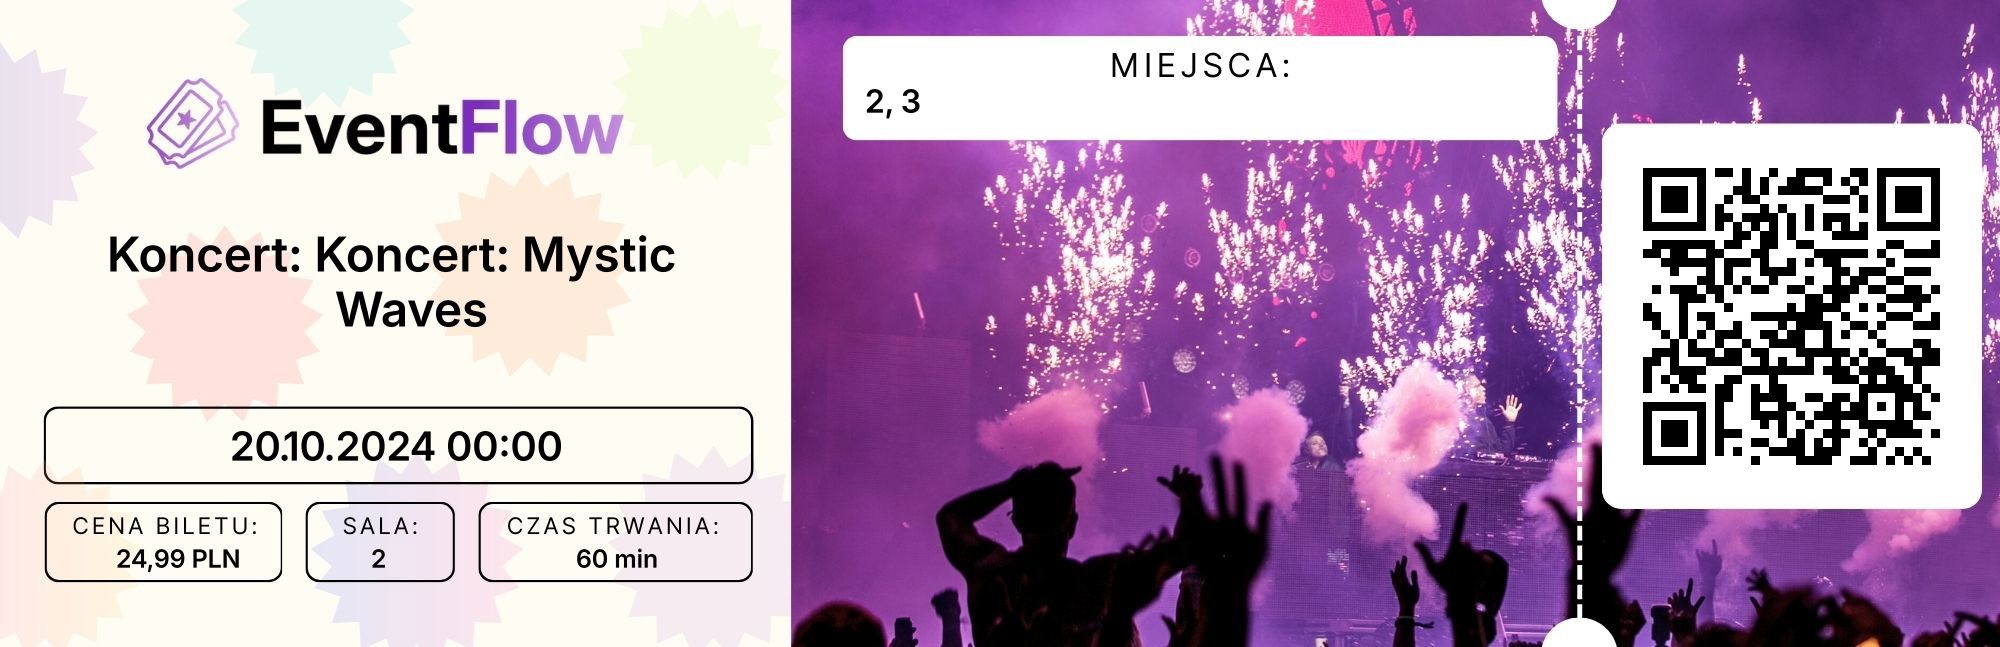 EventFlow
Koncert: Koncert: Mystic
Waves
20.10.2024 00:00
CENA BILETU:
24,99 PLN
SALA:
2
CZAS TRWANIA:
60 min
MIEJSCA:
2, 3